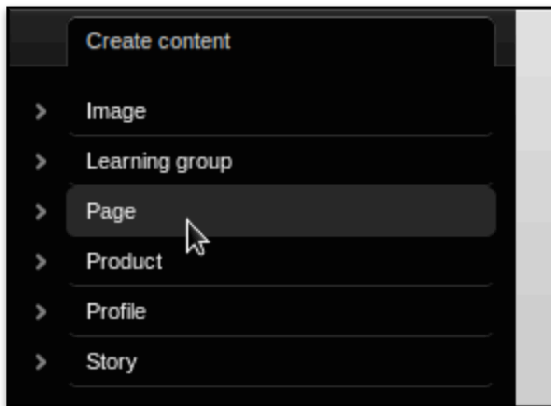 Create content
Image
Learning group
Page
Product
Profile
Story